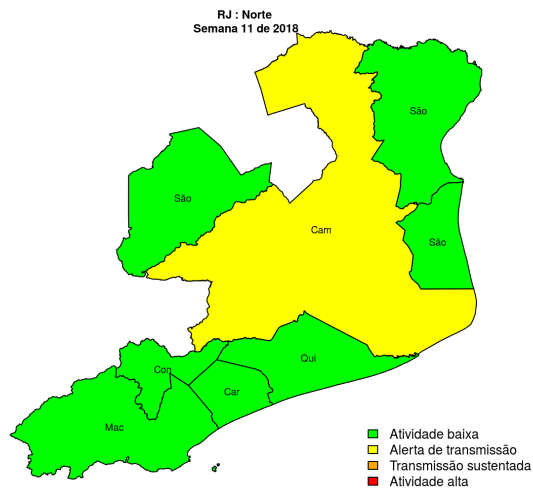 RJ : Norte
Semana 11 de 2018
São
São
Cam
São
Qui
Con
Car
Mac
Atividade baixa
Alerta de transmissão
Transmissão sustentada
Atividade alta